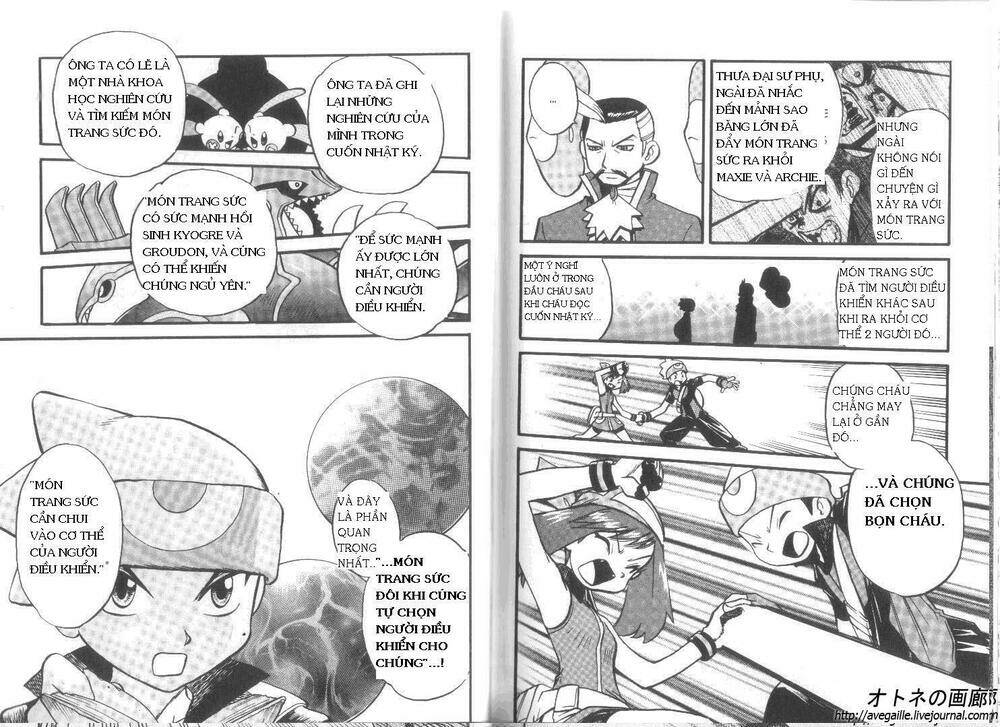 ÔNG TA CÓ LẼ LÀ
MỘT NHÀ KHOA
HỌC NGHIÊN CỨU
VÀ TÌM KIẾM MÓN
TRANG SỨC ĐÓ.
ÔNG TA ĐÃ GHI
LẠI NHỮNG
NGHIÊN CỨU CỦA
MÌNH TRONG
CUỐN NHẬT KÝ.
"MÓN TRANG SỨC
CÓ SỨC MẠNH HỒI
SINH KYOGRE VÀ
GROUDON, VÀ CŨNG
CÓ THỂ KHIẾN
CHÚNG NGỦ YÊN."
"ĐỂ SỨC MẠNH
ẤY ĐƯỢC LỚN
NHẤT, CHÚNG
CẦN NGƯỜI
ĐIỀU KHIỂN.
"MÓN
TRANG SỨC
CẦN CHUI
VÀO CƠ THỂ
CỦA NGƯỜI
ĐIỀU KHIỂN."
VÀ ĐÂY
LÀ PHẦN
QUAN
TRỌNG
NHẤT..
"...MÓN
TRANG SỨC
ĐÔI KHI CŨNG
TỰ CHỌN
NGƯỜI ĐIỀU
KHIỂN CHO
CHÚNG"...!
...
THƯA ĐẠI SƯ PHỤ,
NGÀI ĐÃ NHẮC
ĐẾN MẢNH SAO
BĂNG LỚN ĐÃ
ĐẨY MÓN TRANG
SỨC RA KHỎI
MAXIE VÀ ARCHIE.
...
NHƯNG
NGÀI
KHÔNG NÓI
GÌ ĐẾN
CHUYỆN GÌ
XẢY RA VỚI
MÓN TRANG
SỨC.
MỘT Ý NGHĨ
LUÔN Ở TRONG
ĐẦU CHÁU SAU
KHI CHÁU ĐỌC
CUỐN NHẬT KÝ...
MÓN TRANG SỨC
ĐÃ TÌM NGƯỜI ĐIỀU
KHIỂN KHÁC SAU
KHI RA KHỎI CƠ
THỂ 2 NGƯỜI ĐÓ...
CHÚNG CHÁU
CHẲNG MAY
LẠI Ở GẦN
ĐÓ...
...VÀ CHÚNG
ĐÃ CHỌN
BỌN CHÁU.
オトネの画廊
http://avegaille.livejournal.com/